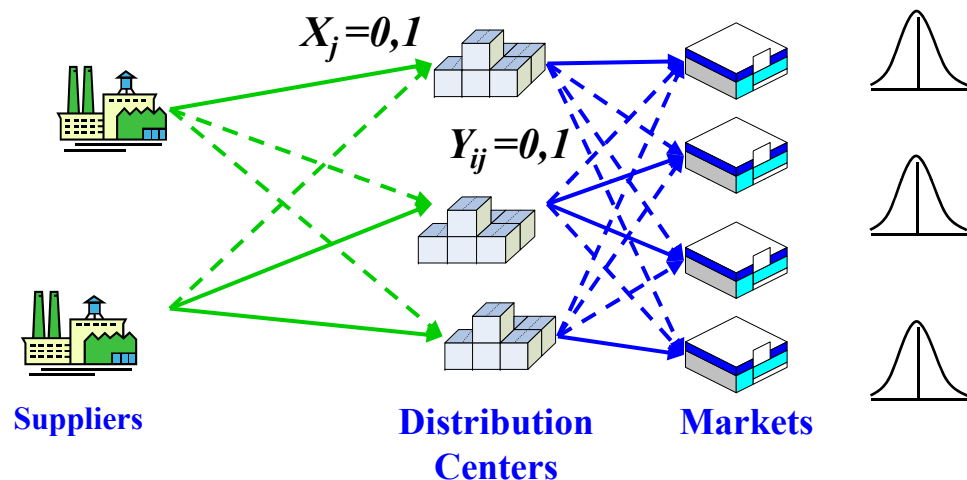 X_j =0,1
Y_ij =0,1
Suppliers
Distribution
Centers
Markets